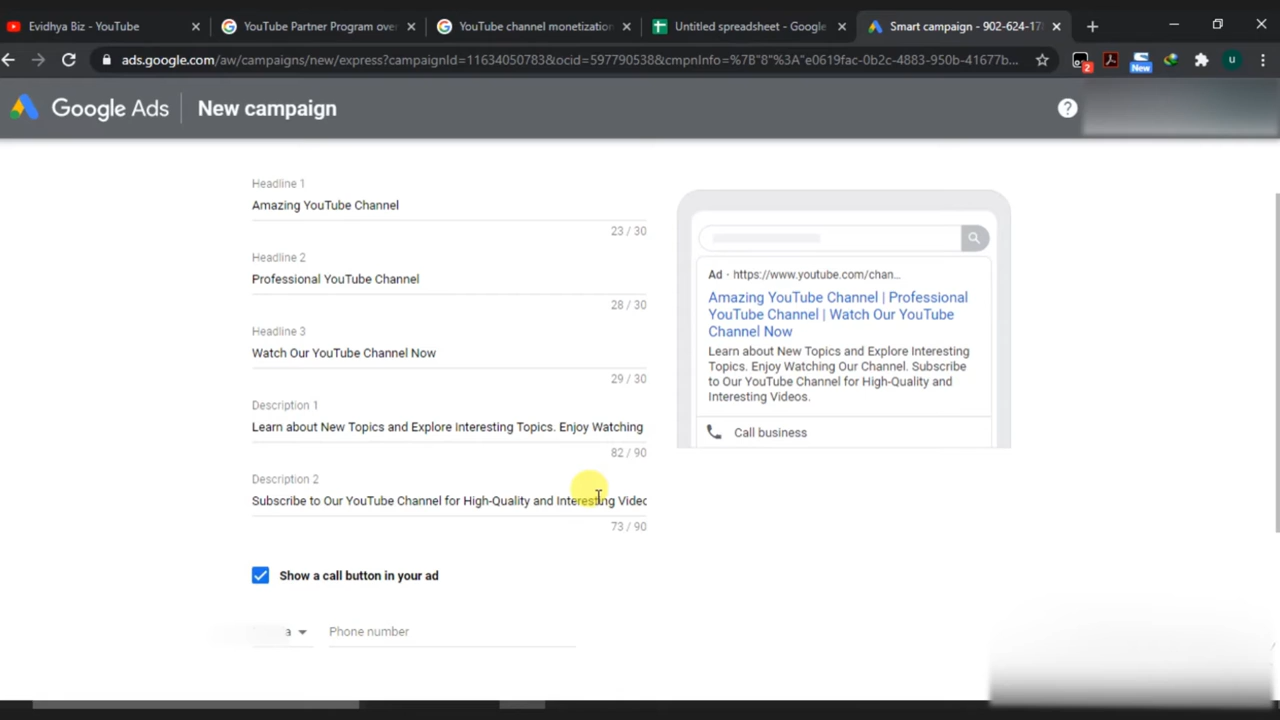 Evidhya Biz - YouTube
YouTube Partner Program over
YouTube channel monetization
Untitled spreadsheet - Google
Smart campaign - 902-624-17
ads.google.com/aw/campaigns/new/express?campaignId=11634050783&ocid=597790538&cmpnInfo=%7B"8"%3A"e0619fac-0b2c-4883-950b-41677b...
2
New
u
Google Ads
New campaign
Headline 1
Amazing YouTube Channel
23 / 30
Headline 2
Professional YouTube Channel
28 / 30
Headline 3
Watch Our YouTube Channel Now
29 / 30
Description 1
Learn about New Topics and Explore Interesting Topics. Enjoy Watching
82 / 90
Description 2
Subscribe to Our YouTube Channel for High-Quality and Interesting Videc
73 / 90
Show a call button in your ad
a
Phone number
Ad · https://www.youtube.com/chan...
Amazing YouTube Channel | Professional
YouTube Channel | Watch Our YouTube
Channel Now
Learn about New Topics and Explore Interesting
Topics. Enjoy Watching Our Channel. Subscribe
to Our YouTube Channel for High-Quality and
Interesting Videos.
Call business